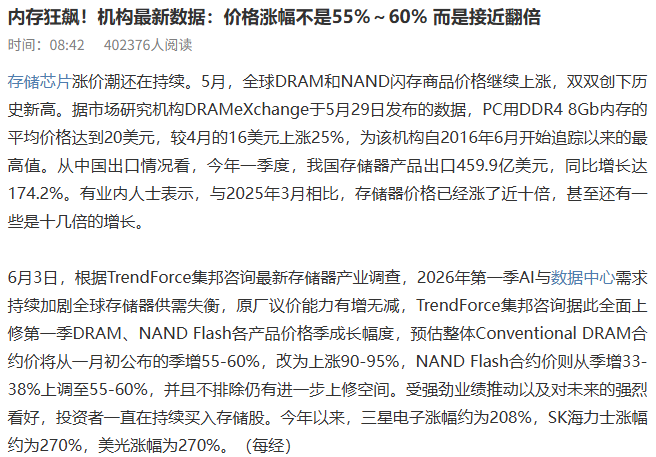 内存狂飙！机构最新数据：价格涨幅不是55%～60% 而是接近翻倍
时间：08:42 402376人阅读
存储芯片涨价潮还在持续。5月，全球DRAM和NAND闪存商品价格继续上涨，双双创下历
史新高。据市场研究机构DRAMeXchange于5月29日发布的数据，PC用DDR4 8Gb内存的
平均价格达到20美元，较4月的16美元上涨25%，为该机构自2016年6月开始追踪以来的最
高值。从中国出口情况看，今年一季度，我国存储器产品出口459.9亿美元，同比增长达
174.2%。有业内人士表示，与2025年3月相比，存储器价格已经涨了近十倍，甚至还有一
些是十几倍的增长。
6月3日，根据TrendForce集邦咨询最新存储器产业调查，2026年第一季AI与数据中心需求
持续加剧全球存储器供需失衡，原厂议价能力有增无减，TrendForce集邦咨询据此全面上
修第一季DRAM、NAND Flash各产品价格季成长幅度，预估整体Conventional DRAM合
约价将从一月初公布的季增55-60%，改为上涨90-95%，NAND Flash合约价则从季增33-
38%上调至55-60%，并且不排除仍有进一步上修空间。受强劲业绩推动以及对未来的强烈
看好，投资者一直在持续买入存储股。今年以来，三星电子涨幅约为208%，SK海力士涨幅
约为270%，美光涨幅为270%。（每经）